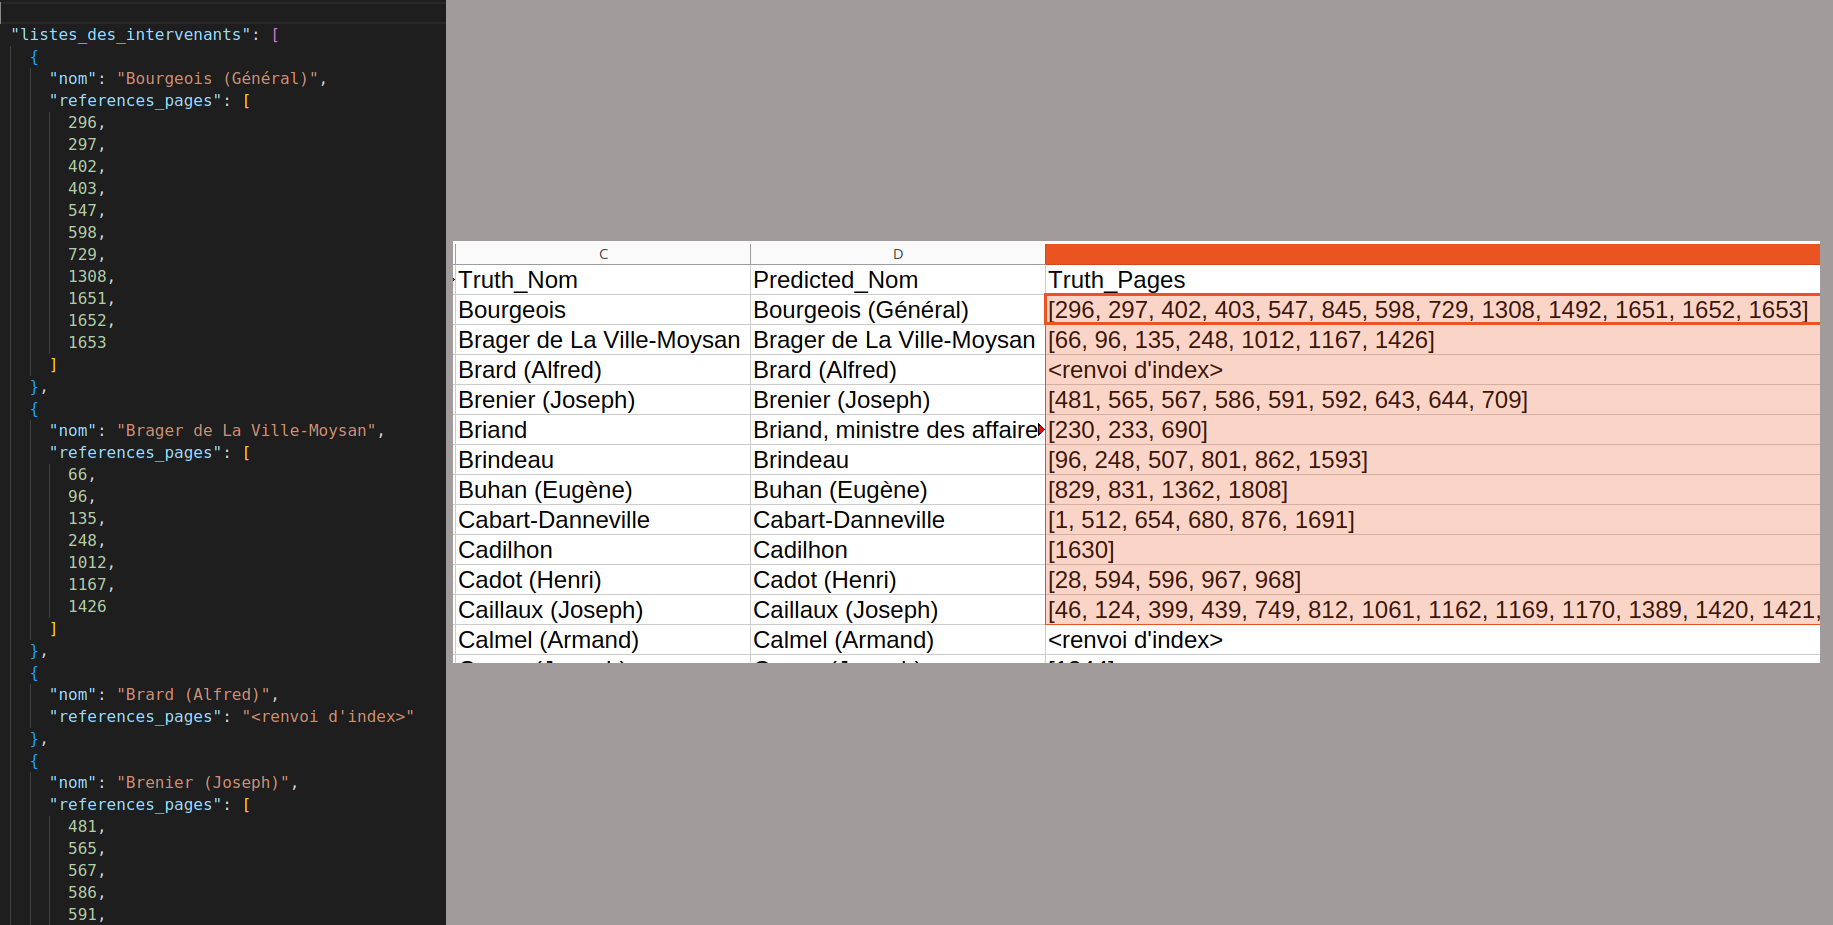 "listes_des_intervenants": [
{
"nom": "Bourgeois (Général)",
"references_pages": [
296,
297,
402,
403,
547,
598,
729,
1308,
1651,
1652,
1653
]
},
{
"nom": "Brager de La Ville-Moysan",
"references_pages": [
66,
96,
135,
248,
1012,
1167,
1426
]
},
{
"nom": "Brard (Alfred)",
"references_pages": "<renvoi d'index>"
},
{
"nom": "Brenier (Joseph)",
"references_pages": [
481,
565,
567,
586,
591,
C D
Truth_Nom Predicted_Nom Truth_Pages
Bourgeois Bourgeois (Général) [296, 297, 402, 403, 547, 845, 598, 729, 1308, 1492, 1651, 1652, 1653]
Brager de La Ville-Moysan Brager de La Ville-Moysan [66, 96, 135, 248, 1012, 1167, 1426]
Brard (Alfred) Brard (Alfred) <renvoi d'index>
Brenier (Joseph) Brenier (Joseph) [481, 565, 567, 586, 591, 592, 643, 644, 709]
Briand Briand, ministre des affaire [230, 233, 690]
Brindeau Brindeau [96, 248, 507, 801, 862, 1593]
Buhan (Eugène) Buhan (Eugène) [829, 831, 1362, 1808]
Cabart-Danneville Cabart-Danneville [1, 512, 654, 680, 876, 1691]
Cadilhon Cadilhon [1630]
Cadot (Henri) Cadot (Henri) [28, 594, 596, 967, 968]
Caillaux (Joseph) Caillaux (Joseph) [46, 124, 399, 439, 749, 812, 1061, 1162, 1169, 1170, 1389, 1420, 1421,
Calmel (Armand) Calmel (Armand) <renvoi d'index>